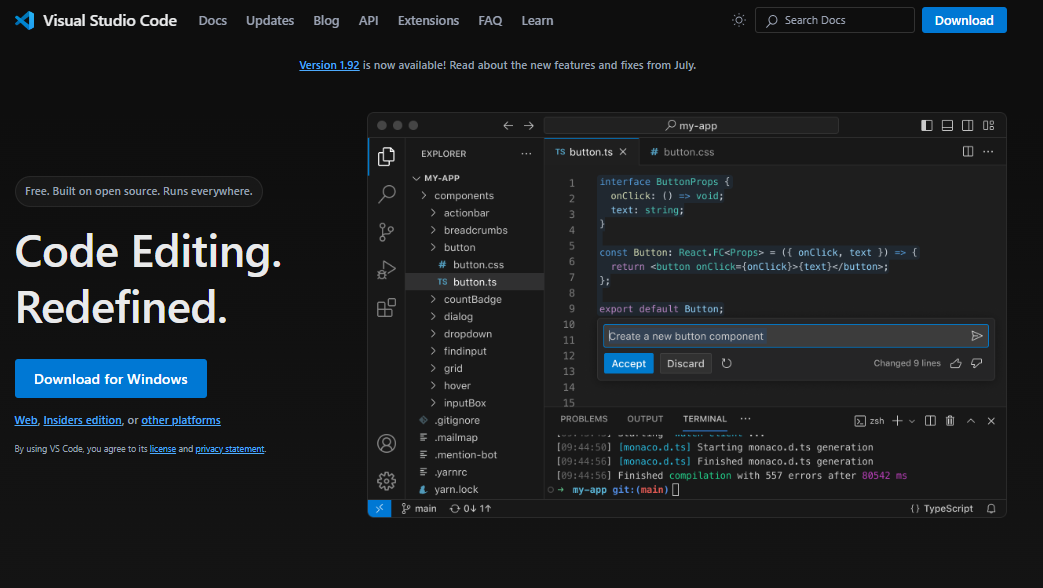 Visual Studio Code Docs Updates Blog API Extensions FAQ Learn Search Docs Download
Version 1.92 is now available! Read about the new features and fixes from July.
Free. Built on open source. Runs everywhere.
Code Editing.
Redefined.
Download for Windows
Web, Insiders edition, or other platforms
By using VS Code, you agree to its license and privacy statement.
my-app
EXPLORER ...
MY-APP
components
actionbar
breadcrumbs
button
# button.css
TS button.ts
countBadge
dialog
dropdown
findinput
grid
hover
inputBox
.gitignore
.mailmap
.mention-bot
.yarnrc
yarn.lock
TS button.ts # button.css
1 interface ButtonProps {
2 onClick: () => void;
3 text: string;
4 }
5
6 const Button: React.FC<Props> = ({ onClick, text }) => {
7 return <button onClick={onClick}>{text}</button>;
8 };
9
10 export default Button;
11
12
13
14
15
Create a new button component
Accept Discard Changed 9 lines
PROBLEMS OUTPUT TERMINAL ... zsh
[09:44:50] [monaco.d.ts] Starting monaco.d.ts generation
[09:44:56] [monaco.d.ts] Finished monaco.d.ts generation
[09:44:56] Finished compilation with 557 errors after 80542 ms
my-app git:(main)
main 0↓ 1↑ {} TypeScript